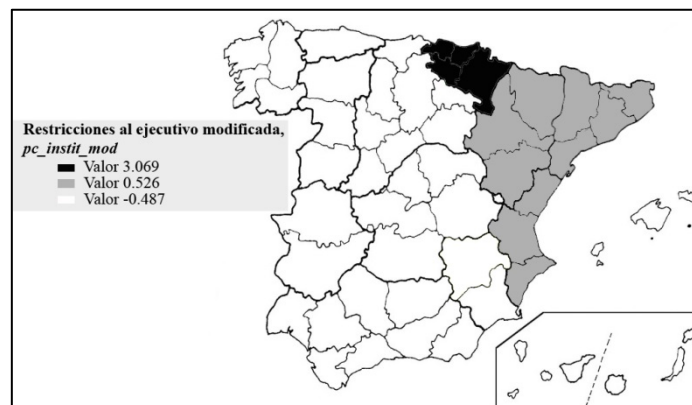 Restricciones al ejecutivo modificada,
pc_instit_mod
Valor 3.069
Valor 0.526
Valor -0.487